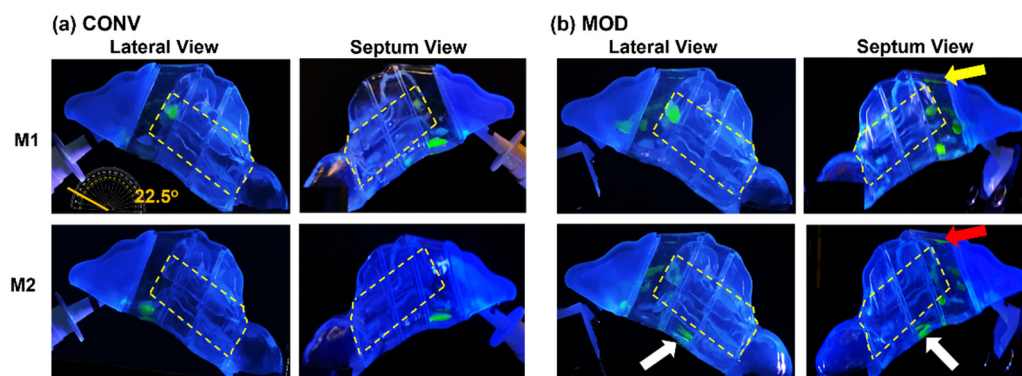 (a) CONV
(b) MOD
Lateral View
Septum View
Lateral View
Septum View
M1
22.5°
M2